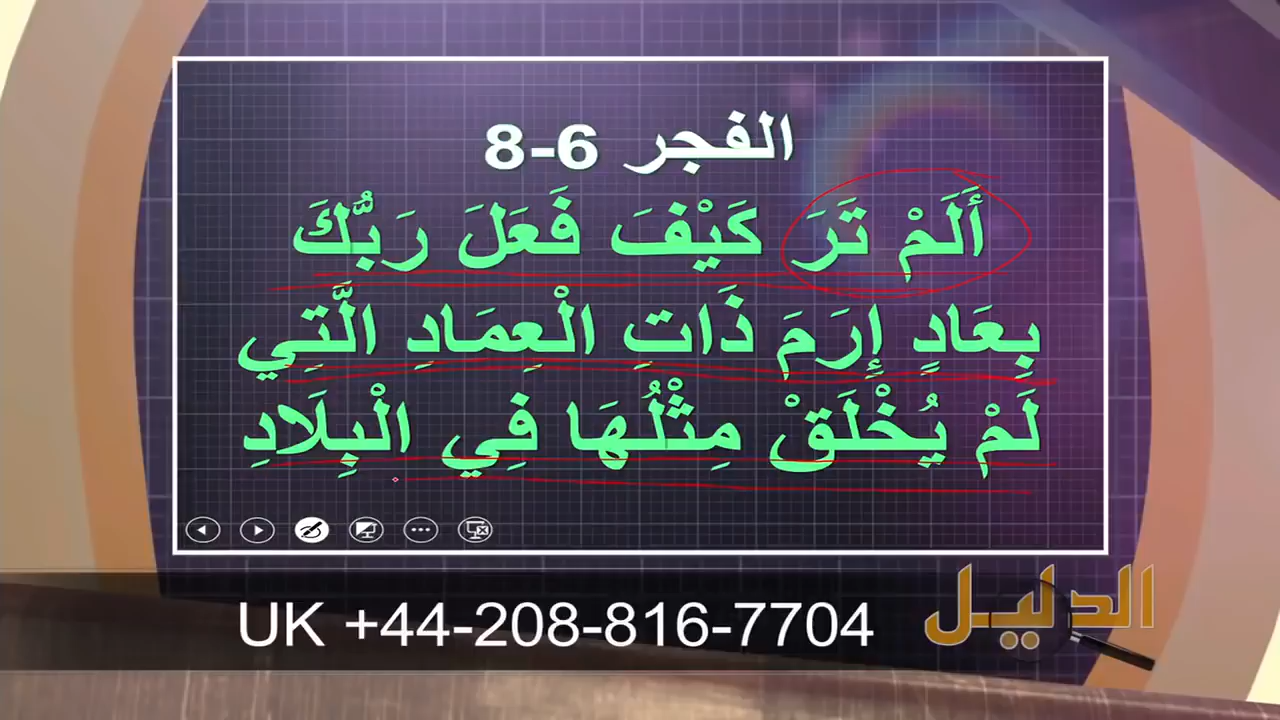 الفجر 6-8
أَلَمْ تَرَ كَيْفَ فَعَلَ رَبُّكَ
بِعَادٍ إِرَمَ ذَاتِ الْعِمَادِ الَّتِي
لَمْ يُخْلَقْ مِثْلُهَا فِي الْبِلَادِ
UK +44-208-816-7704
الدليل